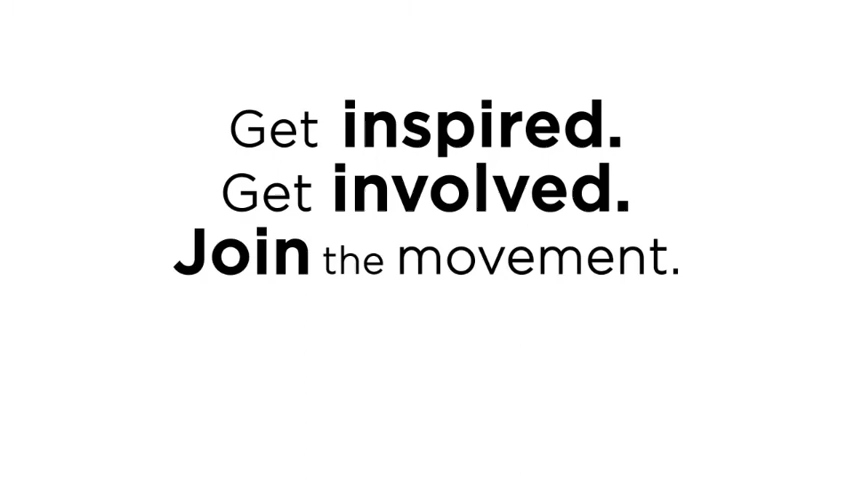 Get inspired.
Get involved.
Join the movement.